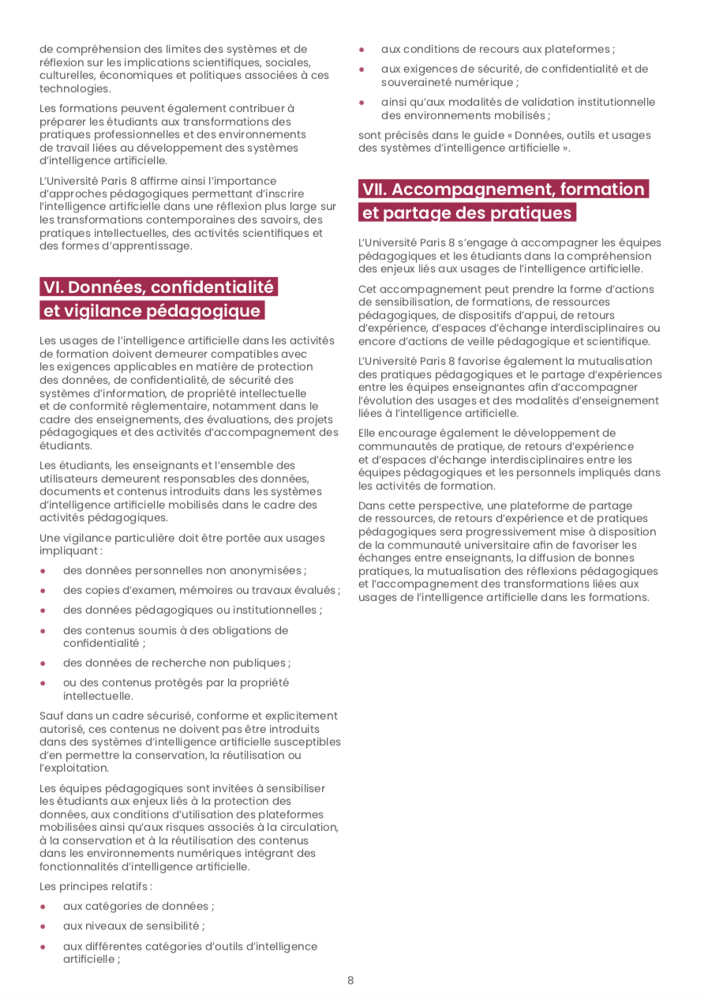 de compréhension des limites des systèmes et de
réflexion sur les implications scientifiques, sociales,
culturelles, économiques et politiques associées à ces
technologies.
Les formations peuvent également contribuer à
préparer les étudiants aux transformations des
pratiques professionnelles et des environnements
de travail liées au développement des systèmes
d’intelligence artificielle.
L’Université Paris 8 affirme ainsi l’importance
d’approches pédagogiques permettant d’inscrire
l’intelligence artificielle dans une réflexion plus large sur
les transformations contemporaines des savoirs, des
pratiques intellectuelles, des activités scientifiques et
des formes d’apprentissage.
VI. Données, confidentialité
et vigilance pédagogique
Les usages de l’intelligence artificielle dans les activités
de formation doivent demeurer compatibles avec
les exigences applicables en matière de protection
des données, de confidentialité, de sécurité des
systèmes d’information, de propriété intellectuelle
et de conformité réglementaire, notamment dans le
cadre des enseignements, des évaluations, des projets
pédagogiques et des activités d’accompagnement des
étudiants.
Les étudiants, les enseignants et l’ensemble des
utilisateurs demeurent responsables des données,
documents et contenus introduits dans les systèmes
d’intelligence artificielle mobilisés dans le cadre des
activités pédagogiques.
Une vigilance particulière doit être portée aux usages
impliquant :
● des données personnelles non anonymisées ;
● des copies d’examen, mémoires ou travaux évalués ;
● des données pédagogiques ou institutionnelles ;
● des contenus soumis à des obligations de
confidentialité ;
● des données de recherche non publiques ;
● ou des contenus protégés par la propriété
intellectuelle.
Sauf dans un cadre sécurisé, conforme et explicitement
autorisé, ces contenus ne doivent pas être introduits
dans des systèmes d’intelligence artificielle susceptibles
d’en permettre la conservation, la réutilisation ou
l’exploitation.
Les équipes pédagogiques sont invitées à sensibiliser
les étudiants aux enjeux liés à la protection des
données, aux conditions d’utilisation des plateformes
mobilisées ainsi qu’aux risques associés à la circulation,
à la conservation et à la réutilisation des contenus
dans les environnements numériques intégrant des
fonctionnalités d’intelligence artificielle.
Les principes relatifs :
● aux catégories de données ;
● aux niveaux de sensibilité ;
● aux différentes catégories d’outils d’intelligence
artificielle ;
● aux conditions de recours aux plateformes ;
● aux exigences de sécurité, de confidentialité et de
souveraineté numérique ;
● ainsi qu’aux modalités de validation institutionnelle
des environnements mobilisés ;
sont précisés dans le guide « Données, outils et usages
des systèmes d’intelligence artificielle ».
VII. Accompagnement, formation
et partage des pratiques
L’Université Paris 8 s’engage à accompagner les équipes
pédagogiques et les étudiants dans la compréhension
des enjeux liés aux usages de l’intelligence artificielle.
Cet accompagnement peut prendre la forme d’actions
de sensibilisation, de formations, de ressources
pédagogiques, de dispositifs d’appui, de retours
d’expérience, d’espaces d’échange interdisciplinaires ou
encore d’actions de veille pédagogique et scientifique.
L’Université Paris 8 favorise également la mutualisation
des pratiques pédagogiques et le partage d’expériences
entre les équipes enseignantes afin d’accompagner
l’évolution des usages et des modalités d’enseignement
liées à l’intelligence artificielle.
Elle encourage également le développement de
communautés de pratique, de retours d’expérience
et d’espaces d’échange interdisciplinaires entre les
équipes pédagogiques et les personnels impliqués dans
les activités de formation.
Dans cette perspective, une plateforme de partage
de ressources, de retours d’expérience et de pratiques
pédagogiques sera progressivement mise à disposition
de la communauté universitaire afin de favoriser les
échanges entre enseignants, la diffusion de bonnes
pratiques, la mutualisation des réflexions pédagogiques
et l’accompagnement des transformations liées aux
usages de l’intelligence artificielle dans les formations.
8